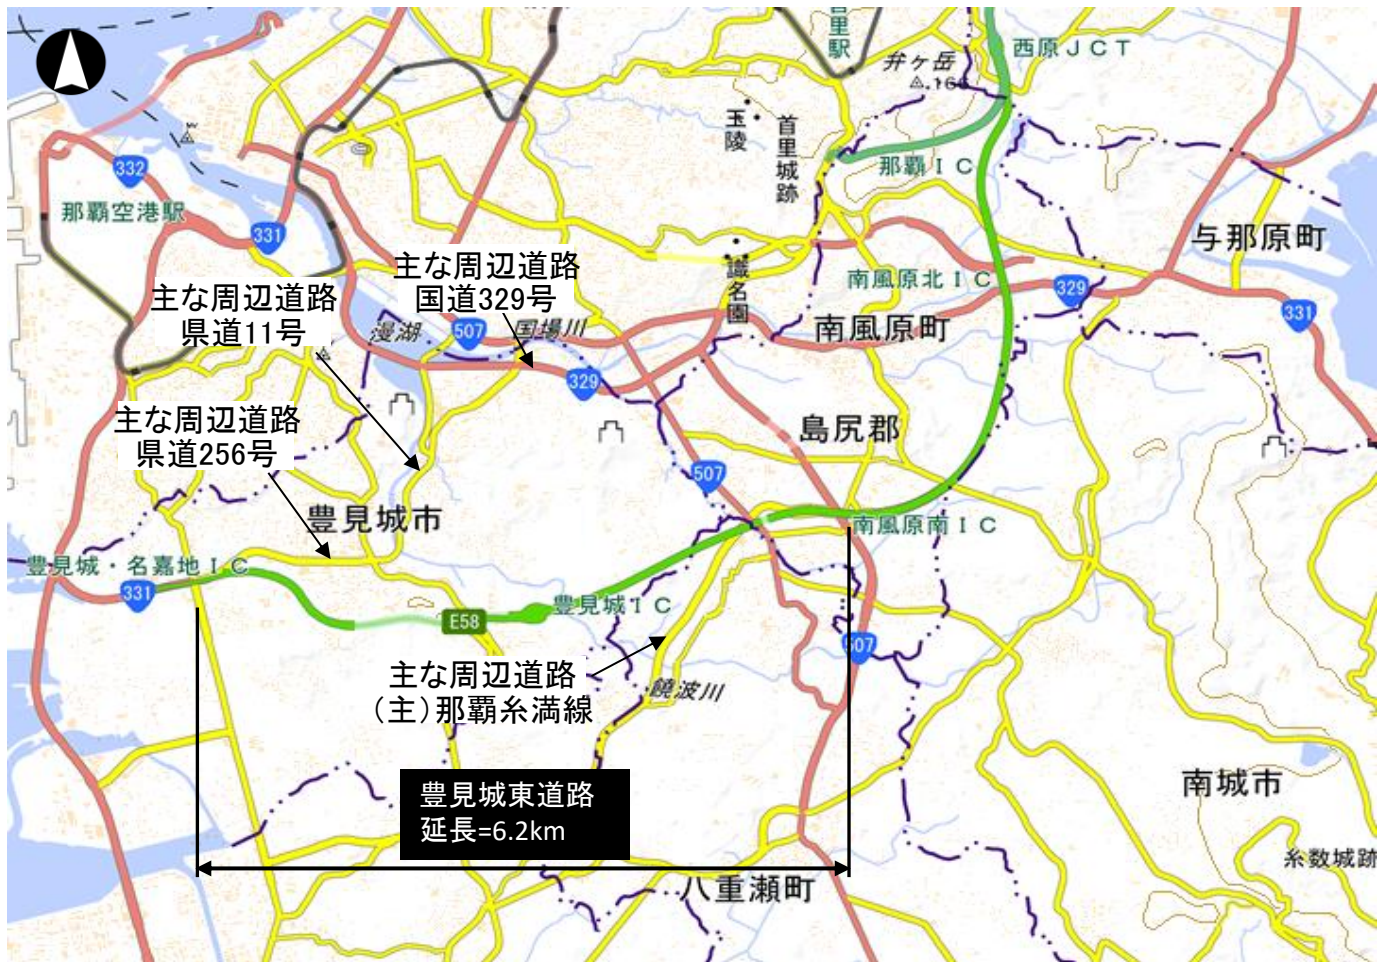 里駅
西原ＪＣＴ
弁ヶ岳
166
玉陵
首里城跡
那覇ＩＣ
332
那覇空港駅
331
与那原町
主な周辺道路
国道329号
識名園
南風原北ＩＣ
329
331
主な周辺道路
県道11号
漫湖
507
国場川
南風原町
329
主な周辺道路
県道256号
島尻郡
507
豊見城市
南風原南ＩＣ
豊見城・名嘉地ＩＣ
331
E58
豊見城ＩＣ
507
主な周辺道路
（主）那覇糸満線
饒波川
豊見城東道路
延長=6.2km
南城市
糸数城跡
八重瀬町